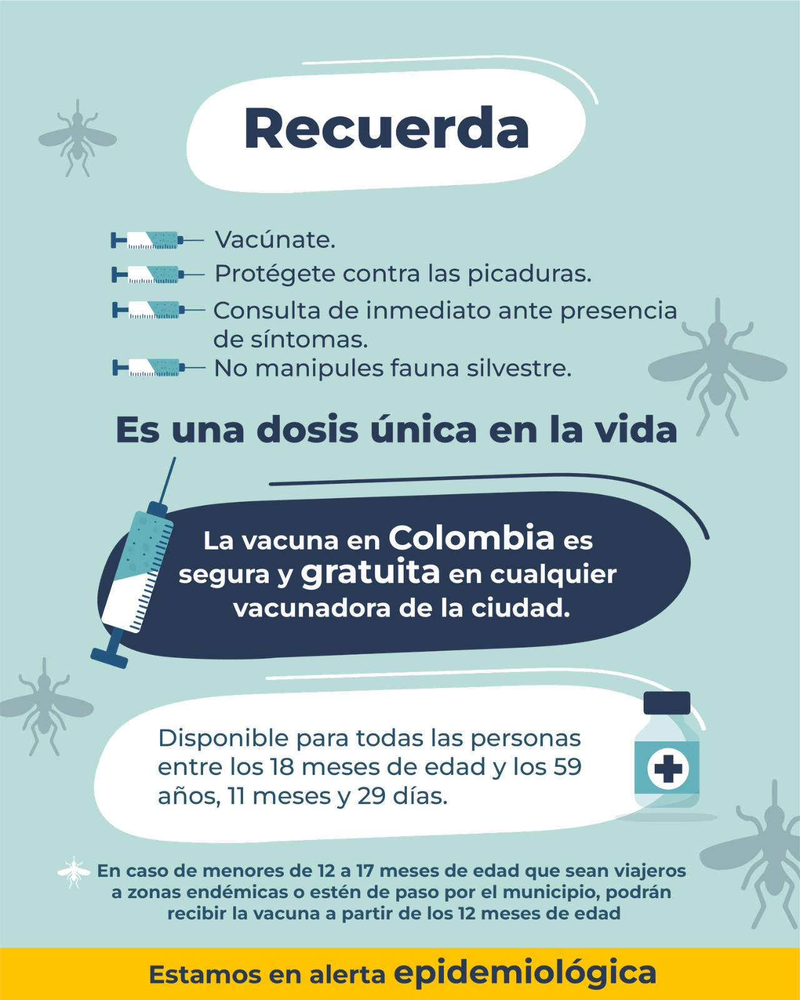 Recuerda
Vacúnate.
Protégete contra las picaduras.
Consulta de inmediato ante presencia
de síntomas.
No manipules fauna silvestre.
Es una dosis única en la vida
La vacuna en Colombia es
segura y gratuita en cualquier
vacunadora de la ciudad.
Disponible para todas las personas
entre los 18 meses de edad y los 59
años, 11 meses y 29 días.
En caso de menores de 12 a 17 meses de edad que sean viajeros
a zonas endémicas o estén de paso por el municipio, podrán
recibir la vacuna a partir de los 12 meses de edad
Estamos en alerta epidemiológica